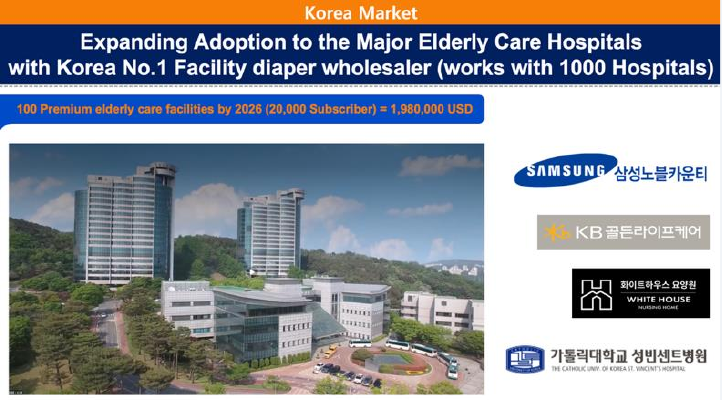 Korea Market
Expanding Adoption to the Major Elderly Care Hospitals
with Korea No.1 Facility diaper wholesaler (works with 1000 Hospitals)
100 Premium elderly care facilities by 2026 (20,000 Subscriber) = 1,980,000 USD
SAMSUNG 삼성노블카운티
KB 골든라이프케어
화이트하우스 요양원
WHITE HOUSE
NURSING HOME
가톨릭대학교 성빈센트병원
THE CATHOLIC UNIV. OF KOREA ST. VINCENT'S HOSPITAL